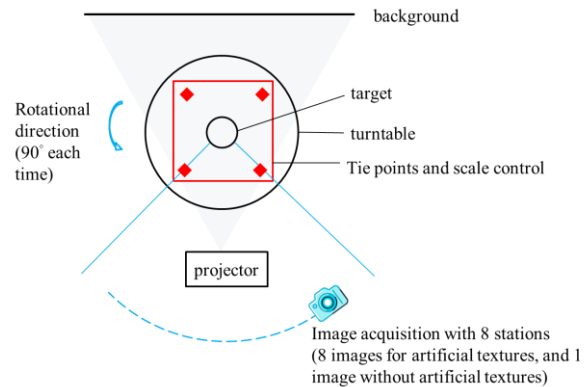 background
target
turntable
Tie points and scale control
Rotational
direction
(90° each
time)
projector
Image acquisition with 8 stations
(8 images for artificial textures, and 1
image without artificial textures)